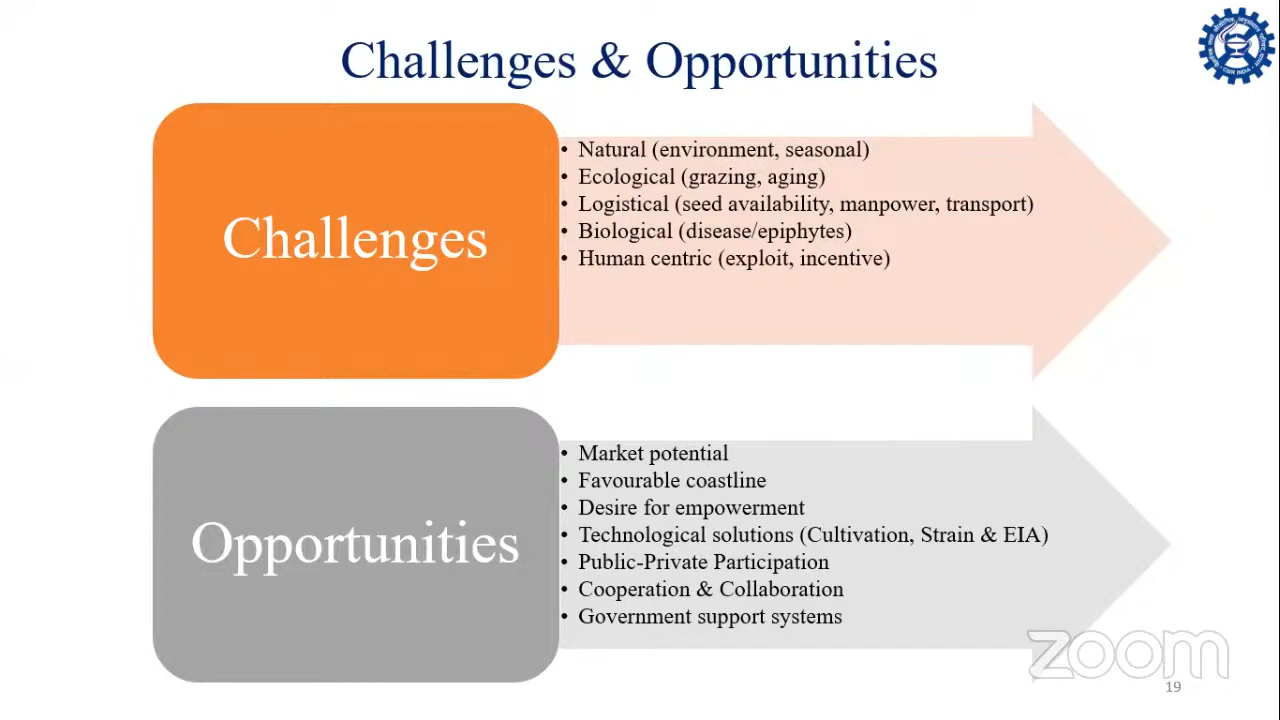 Challenges & Opportunities
Challenges
• Natural (environment, seasonal)
• Ecological (grazing, aging)
• Logistical (seed availability, manpower, transport)
• Biological (disease/epiphytes)
• Human centric (exploit, incentive)
Opportunities
• Market potential
• Favourable coastline
• Desire for empowerment
• Technological solutions (Cultivation, Strain & EIA)
• Public-Private Participation
• Cooperation & Collaboration
• Government support systems
zoom
19